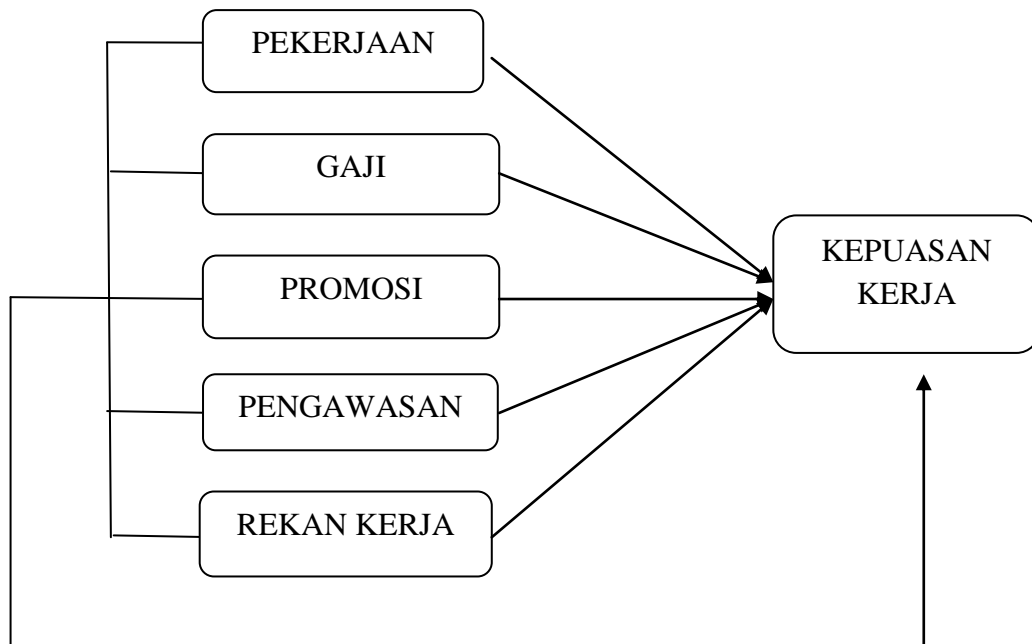 PEKERJAAN
GAJI
PROMOSI
PENGAWASAN
REKAN KERJA
KEPUASAN
KERJA